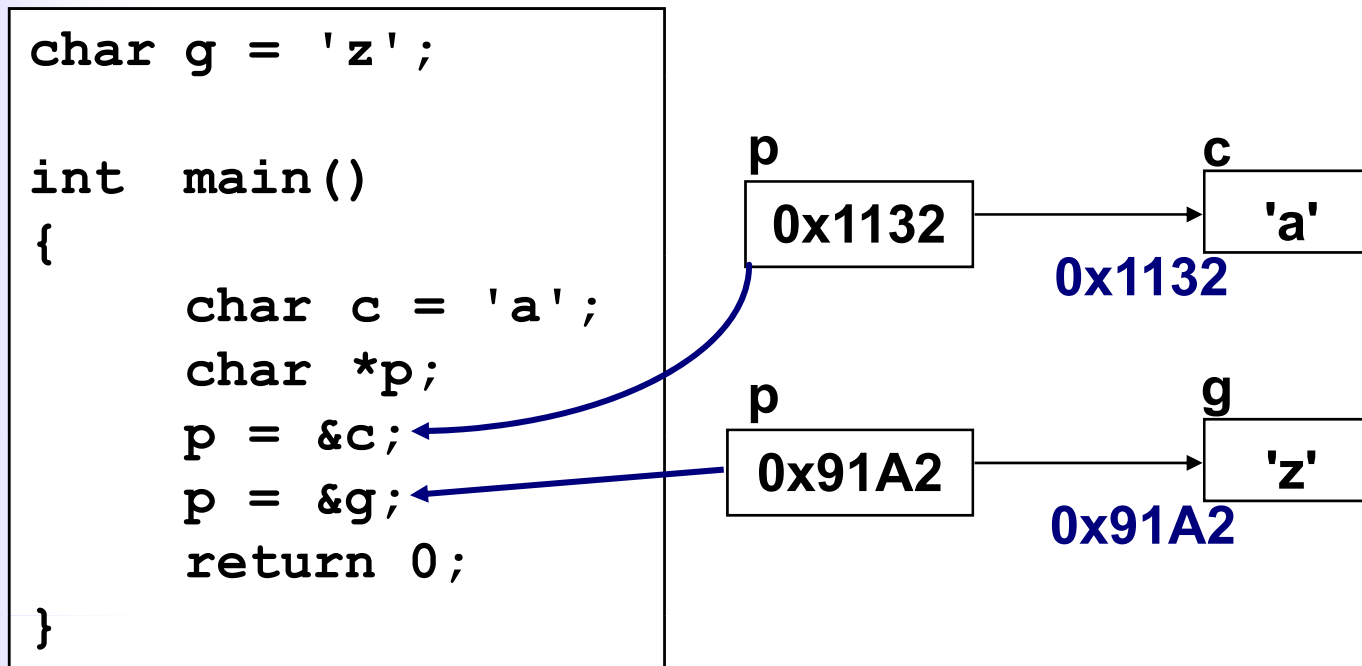 char g = 'z';
int  main()
{
char c = 'a';
char *p;
p = &c;
p = &g;
return 0;
}
p
c
0x1132
'a'
0x1132
p
g
0x91A2
'z'
0x91A2